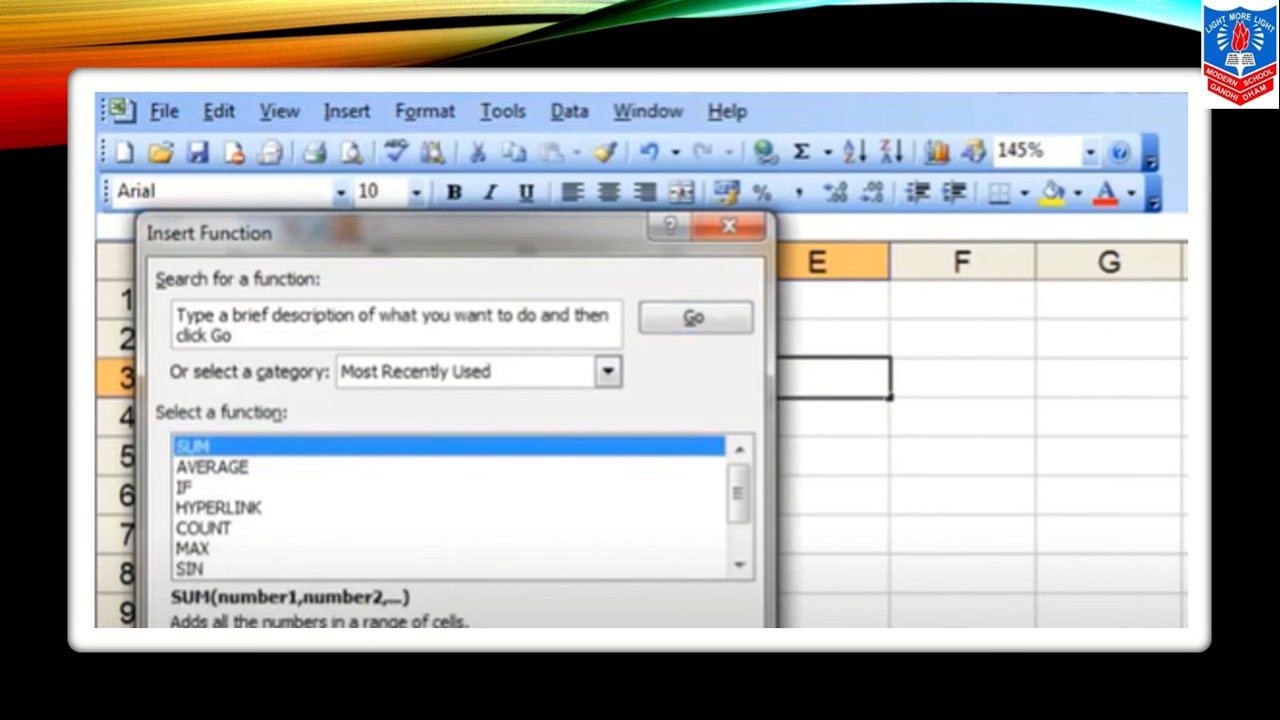 LIGHT MORE LIGHT
MODERN SCHOOL
GANDHI DHAM
File Edit View Insert Format Tools Data Window Help
ABC Σ A Z Z A 145%
Arial 10 B I U % , A
Insert Function
Search for a function:
E F G
Type a brief description of what you want to do and then
click Go
Go
Or select a category: Most Recently Used
Select a function:
SUM
AVERAGE
IF
HYPERLINK
COUNT
MAX
SIN
SUM(number1,number2,...)
Adds all the numbers in a range of cells.
1
2
3
4
5
6
7
8
9